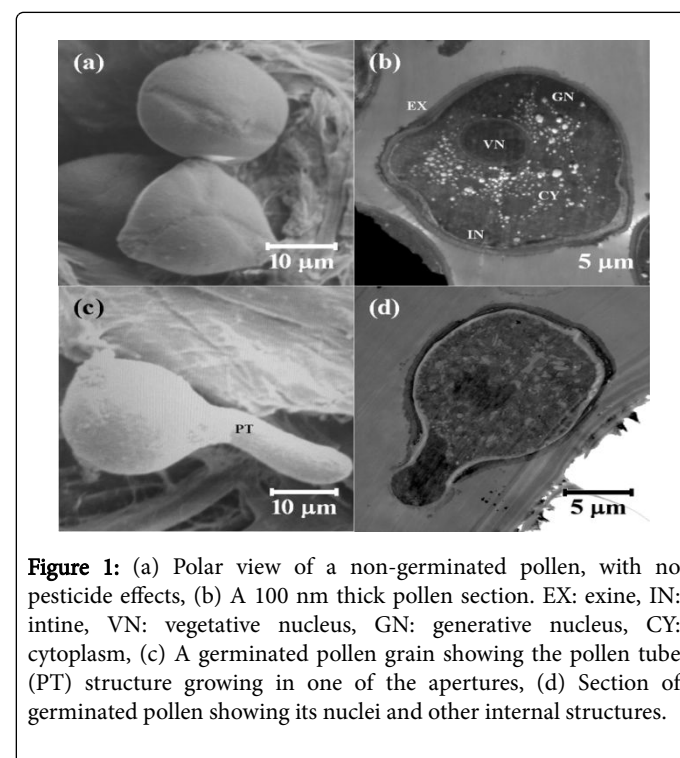 (a)
10 μm
(b)
EX
GN
VN
CY
IN
5 μm
(c)
PT
10 μm
(d)
5 μm
Figure 1: (a) Polar view of a non-germinated pollen, with no
pesticide effects, (b) A 100 nm thick pollen section. EX: exine, IN:
intine, VN: vegetative nucleus, GN: generative nucleus, CY:
cytoplasm, (c) A germinated pollen grain showing the pollen tube
(PT) structure growing in one of the apertures, (d) Section of
germinated pollen showing its nuclei and other internal structures.